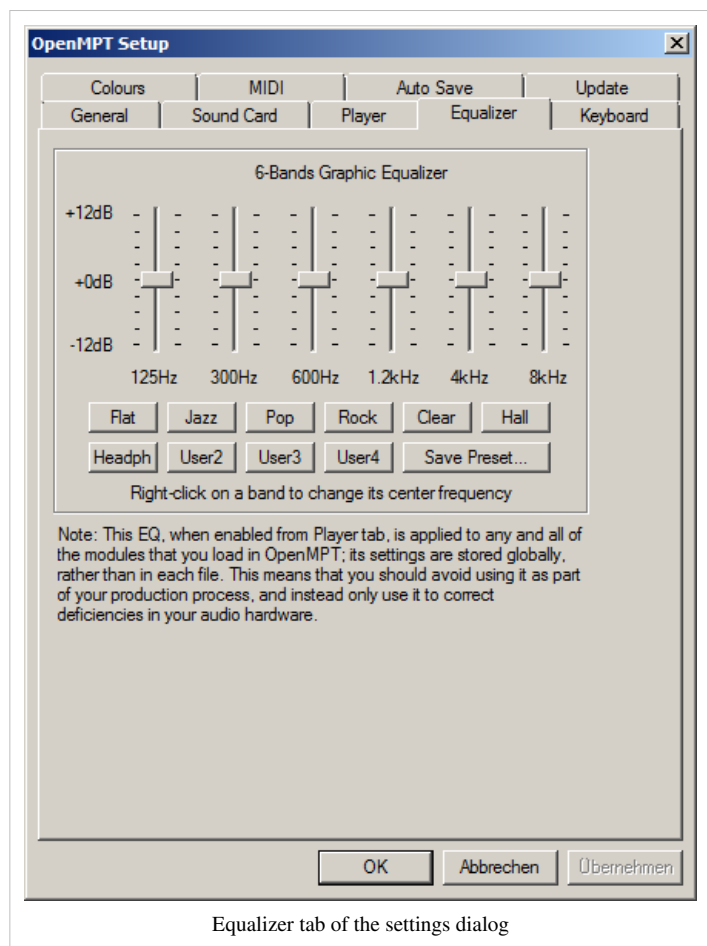 OpenMPT Setup
Colours MIDI Auto Save Update
General Sound Card Player Equalizer Keyboard
6-Bands Graphic Equalizer
+12dB
+0dB
-12dB
125Hz 300Hz 600Hz 1.2kHz 4kHz 8kHz
Flat Jazz Pop Rock Clear Hall
Headph User2 User3 User4 Save Preset...
Right-click on a band to change its center frequency
Note: This EQ, when enabled from Player tab, is applied to any and all of
the modules that you load in OpenMPT; its settings are stored globally,
rather than in each file. This means that you should avoid using it as part
of your production process, and instead only use it to correct
deficiencies in your audio hardware.
OK Abbrechen Übernehmen
Equalizer tab of the settings dialog